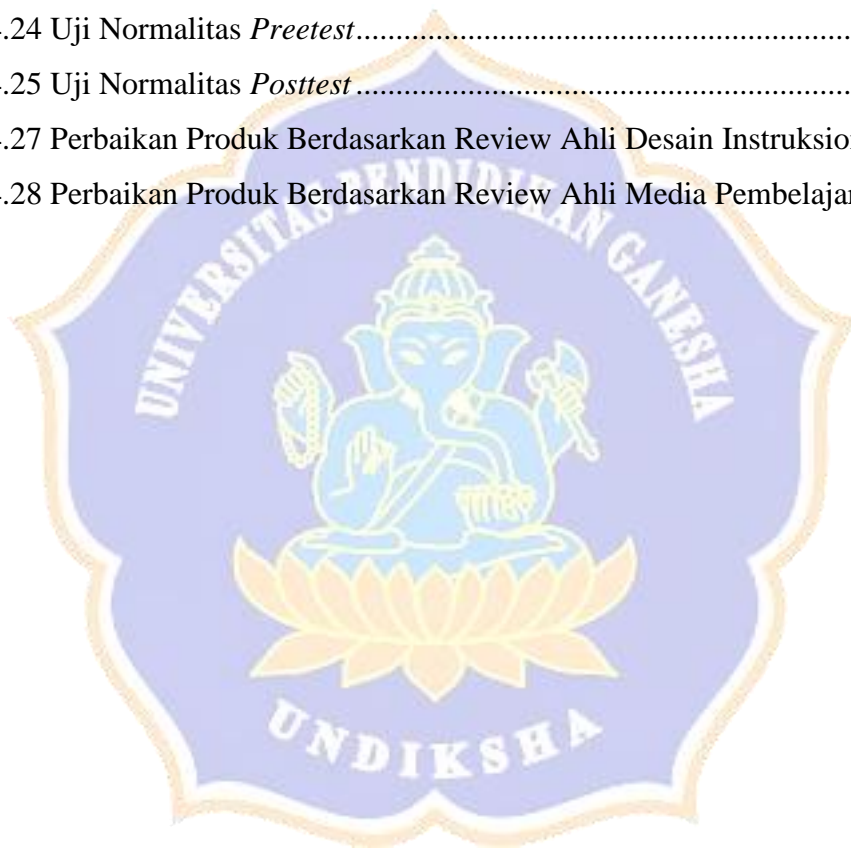 .24 Uji Normalitas Preetest
.25 Uji Normalitas Posttest
.27 Perbaikan Produk Berdasarkan Review Ahli Desain Instruksion
.28 Perbaikan Produk Berdasarkan Review Ahli Media Pembelajar
UNIVERSITAS PENDIDIKAN GANESHA
UNDIKSHA